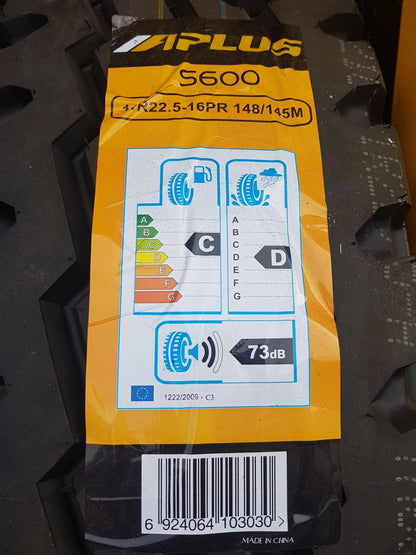 APLUS
S600
11R22.5-16PR 148/145M
A
B
C
D
E
F
G
C
A
B
C
D
E
F
G
D
73dB
1222/2009 - C3
6 924064 103030>
MADE IN CHINA